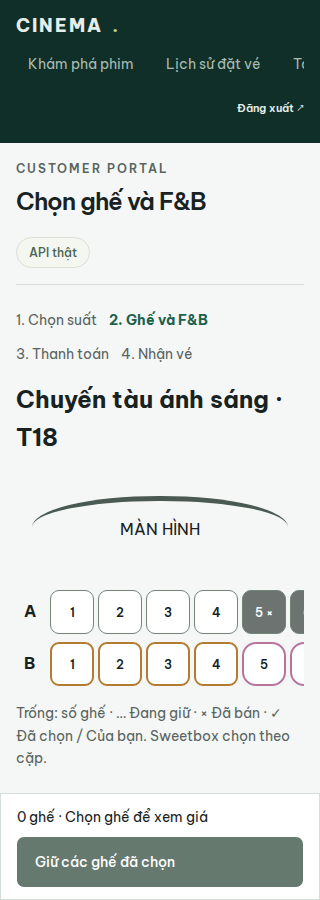 CINEMA .
Khám phá phim Lịch sử đặt vé
Đăng xuất ↗
CUSTOMER PORTAL
Chọn ghế và F&B
API thật
1. Chọn suất 2. Ghế và F&B
3. Thanh toán 4. Nhận vé
Chuyến tàu ánh sáng ·
T18
MÀN HÌNH
A 1 2 3 4 5 ×
B 1 2 3 4 5
Trống: số ghế · … Đang giữ · × Đã bán · ✓
Đã chọn / Của bạn. Sweetbox chọn theo
cặp.
0 ghế · Chọn ghế để xem giá
Giữ các ghế đã chọn